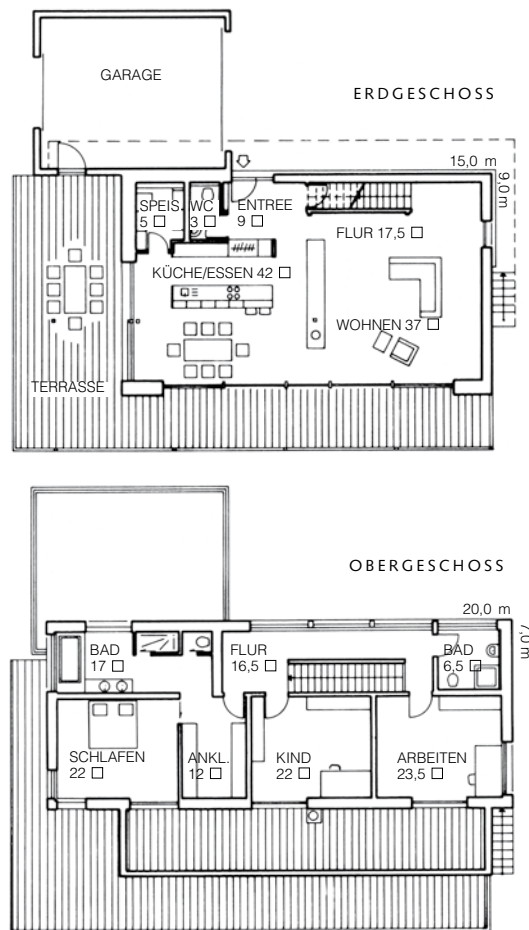 GARAGE
ERDGESCHOSS
15,0 m
9,0 m
SPEIS.
5 □
WC
3 □
ENTREE
9 □
FLUR 17,5 □
KÜCHE/ESSEN 42 □
WOHNEN 37 □
TERRASSE
OBERGESCHOSS
20,0 m
7,0 m
BAD
17 □
FLUR
16,5 □
BAD
6,5 □
SCHLAFEN
22 □
ANKL.
12 □
KIND
22 □
ARBEITEN
23,5 □